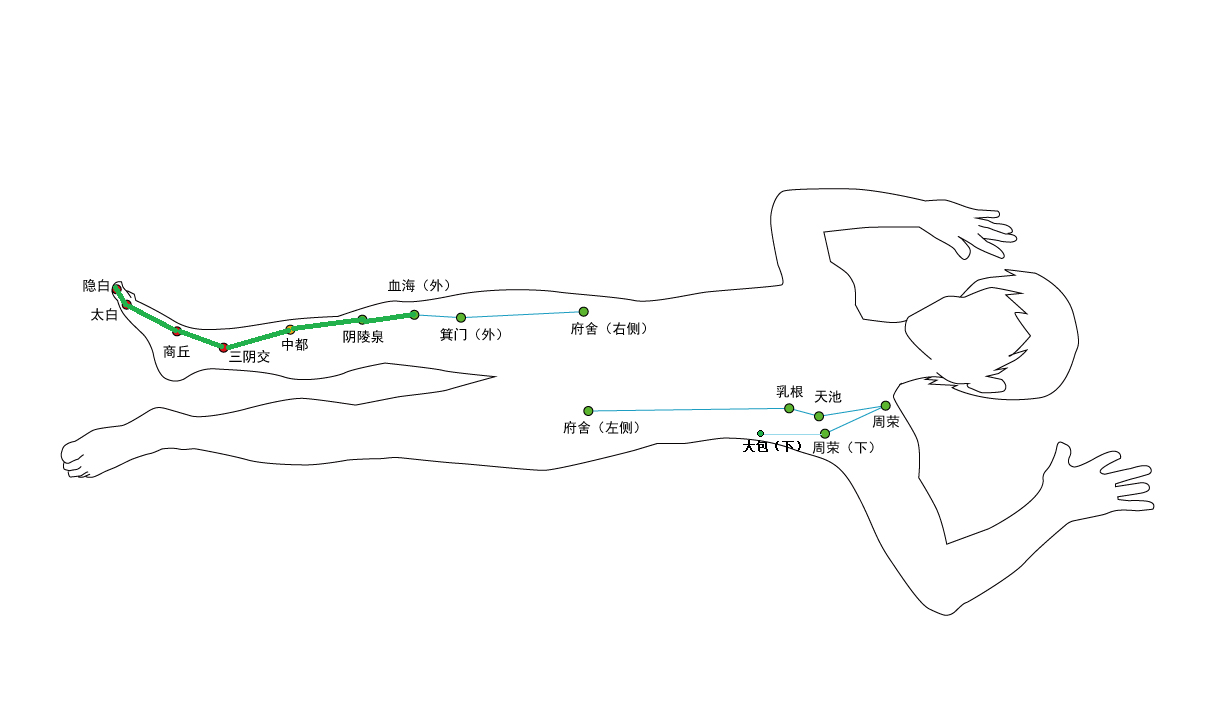 隐白
太白
商丘
三阴交
中都
阴陵泉
血海（外）
箕门（外）
府舍（右侧）
府舍（左侧）
乳根
天池
周荣
大包（下）
周荣（下）